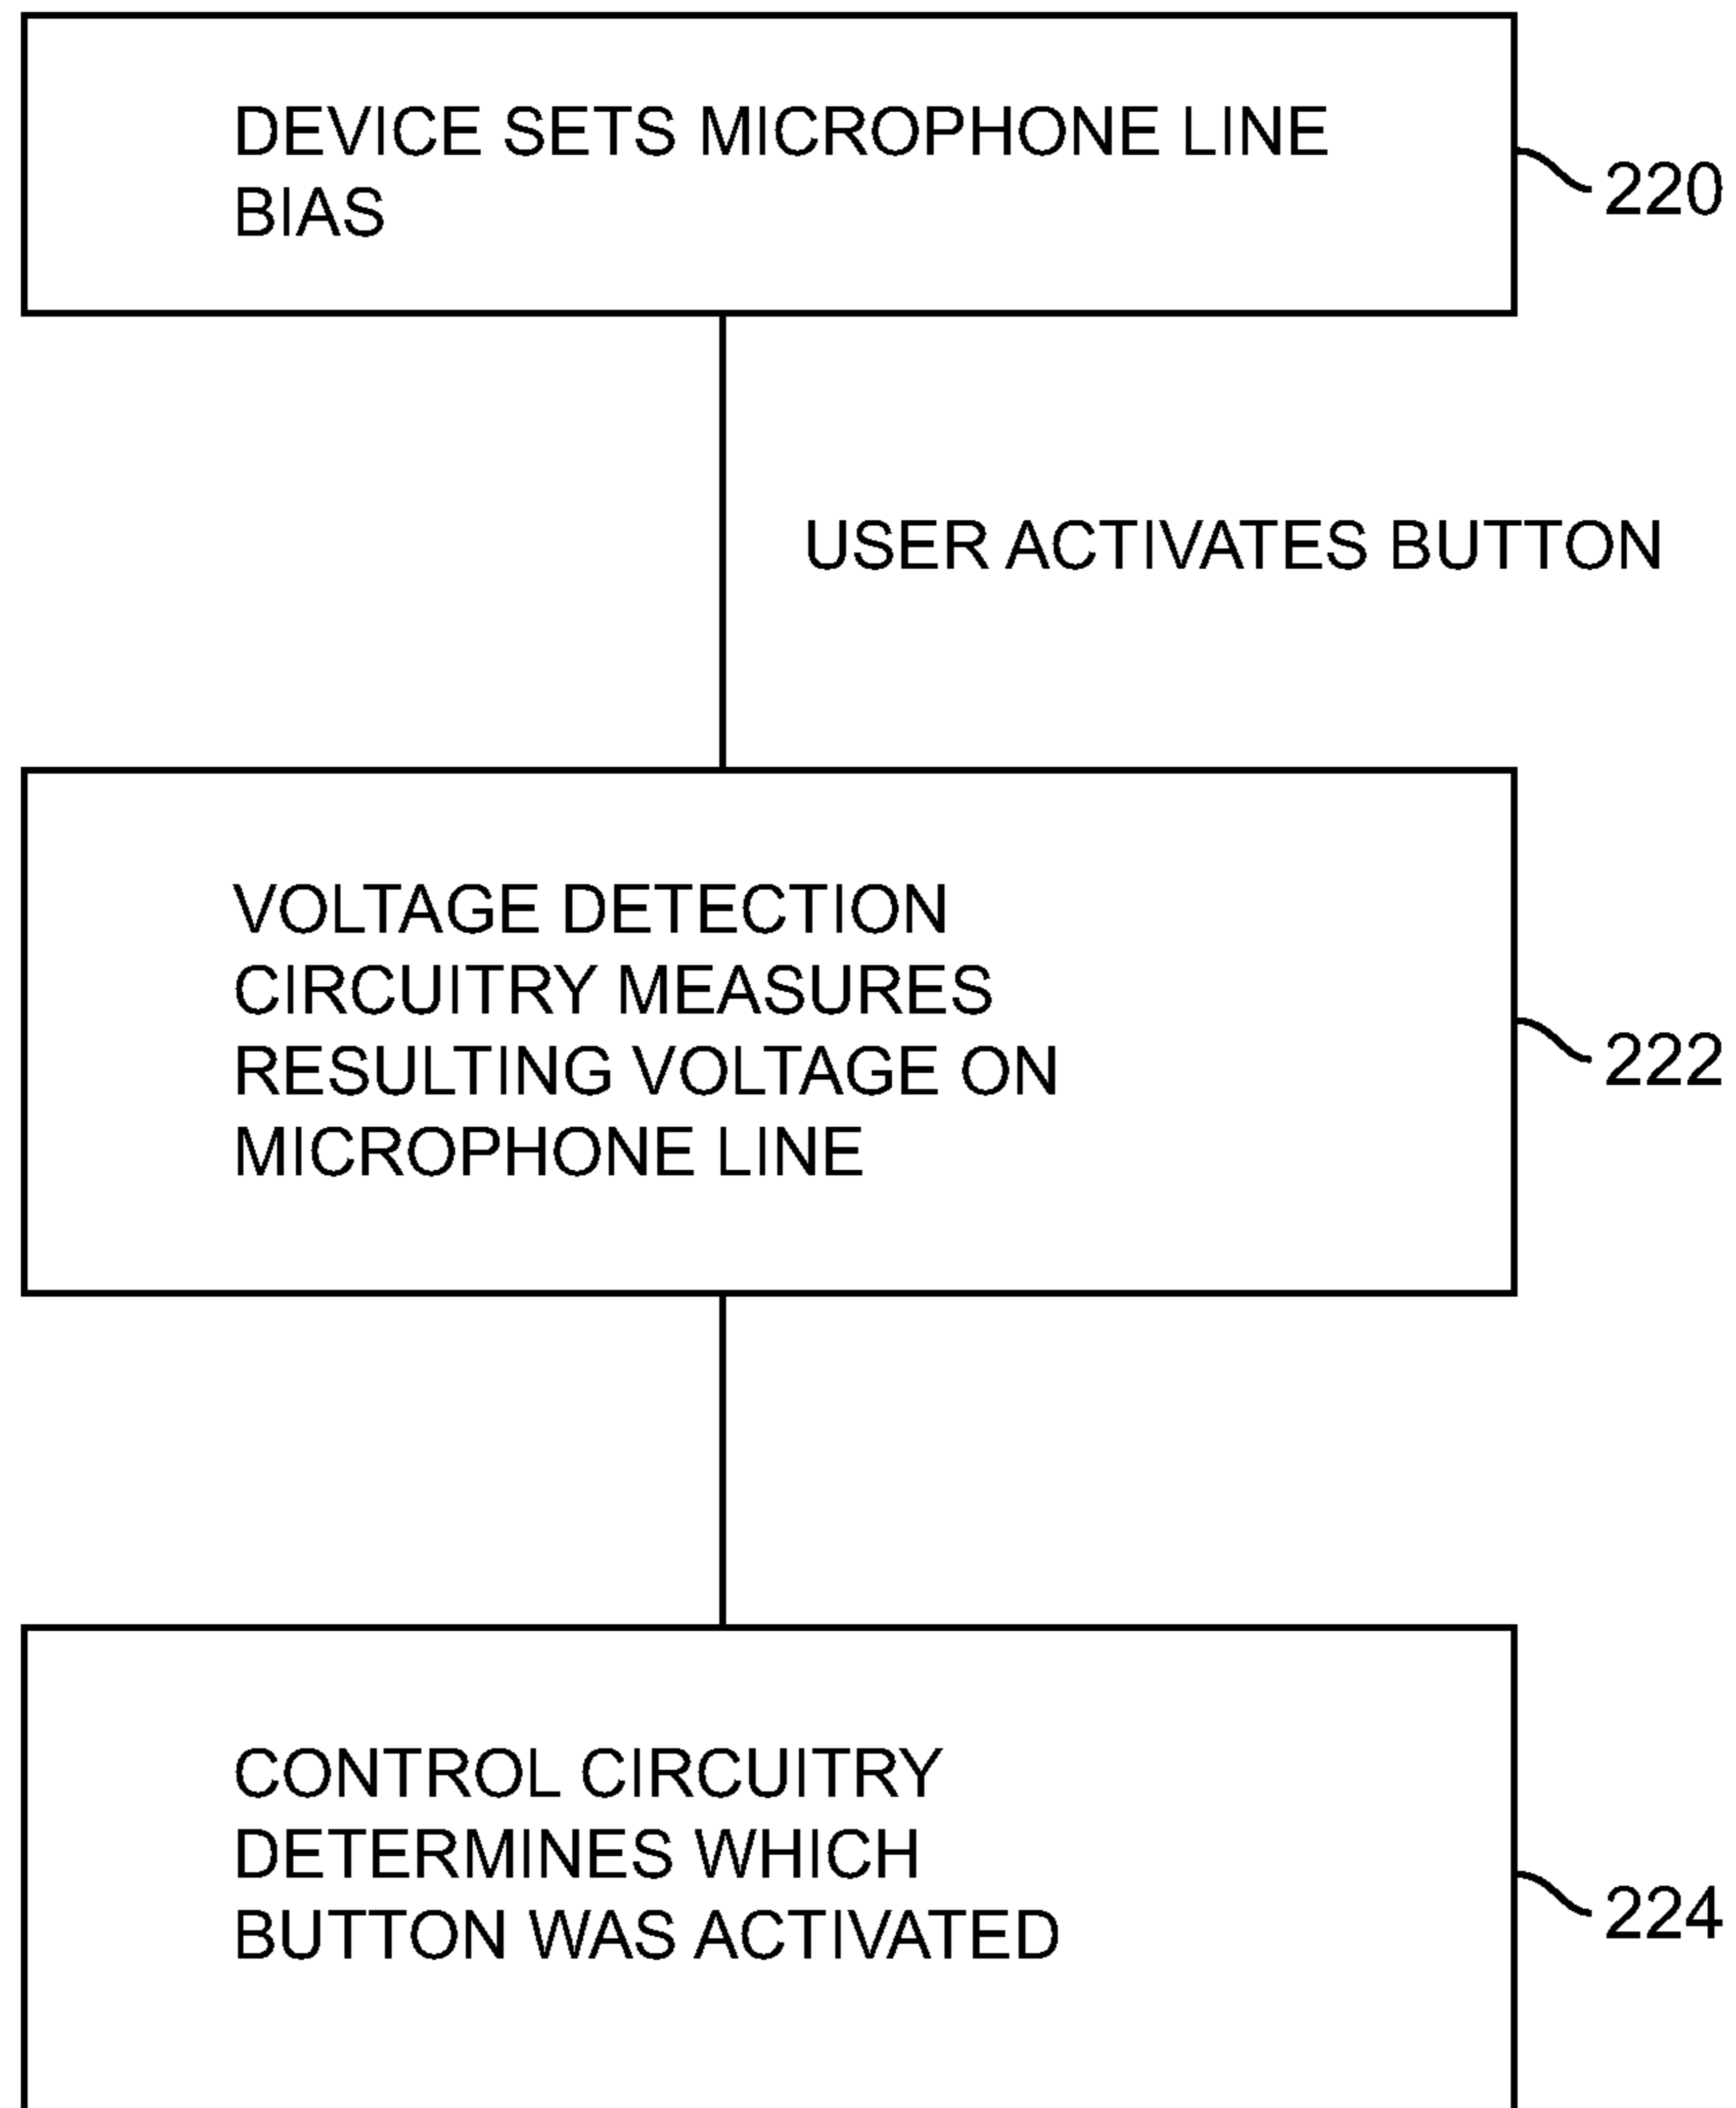 DEVICE SETS MICROPHONE LINE
BIAS
220
USER ACTIVATES BUTTON
VOLTAGE DETECTION
CIRCUITRY MEASURES
RESULTING VOLTAGE ON
MICROPHONE LINE
222
CONTROL CIRCUITRY
DETERMINES WHICH
BUTTON WAS ACTIVATED
224